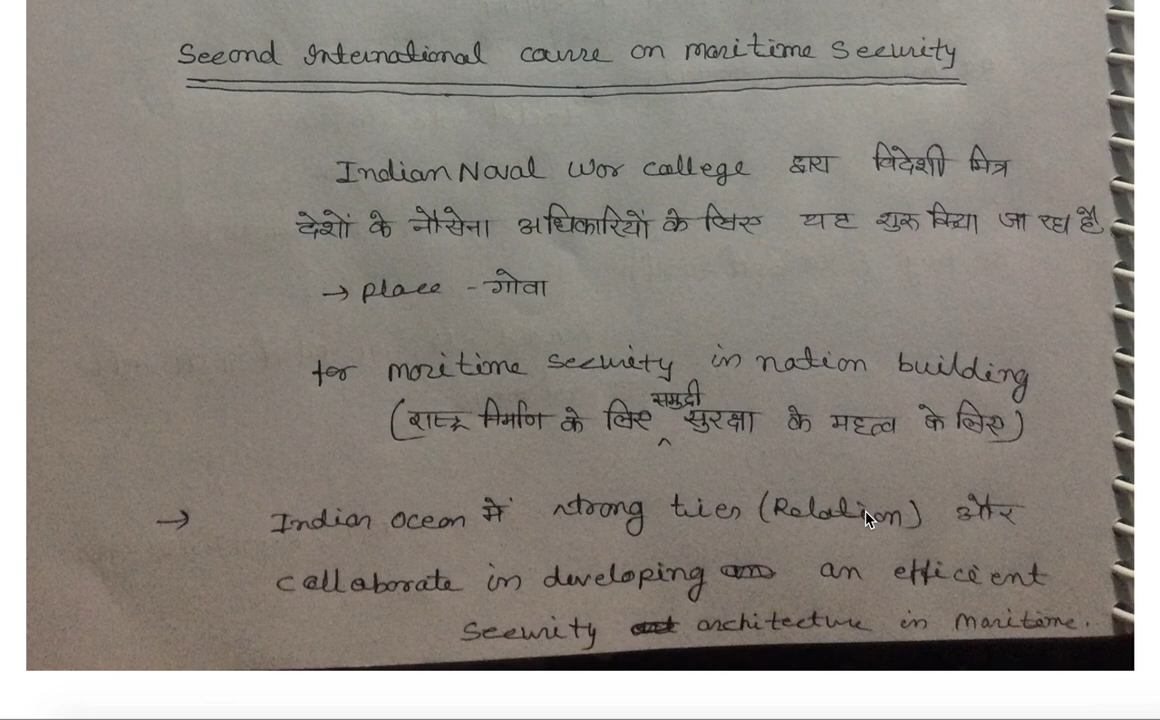 Second International course on maritime Security
Indian Naval War college द्वारा विदेशी मित्र
देशों के नौसेना अधिकारियों के लिए यह शुरू किया जा रहा है
→ place - गोवा
for maritime security in nation building
(राष्ट्र निर्माण के लिए समुद्री सुरक्षा के महत्व के लिए)
→ Indian ocean में strong ties (Relation) और
collaborate in developing an efficient
security architecture in maritime.